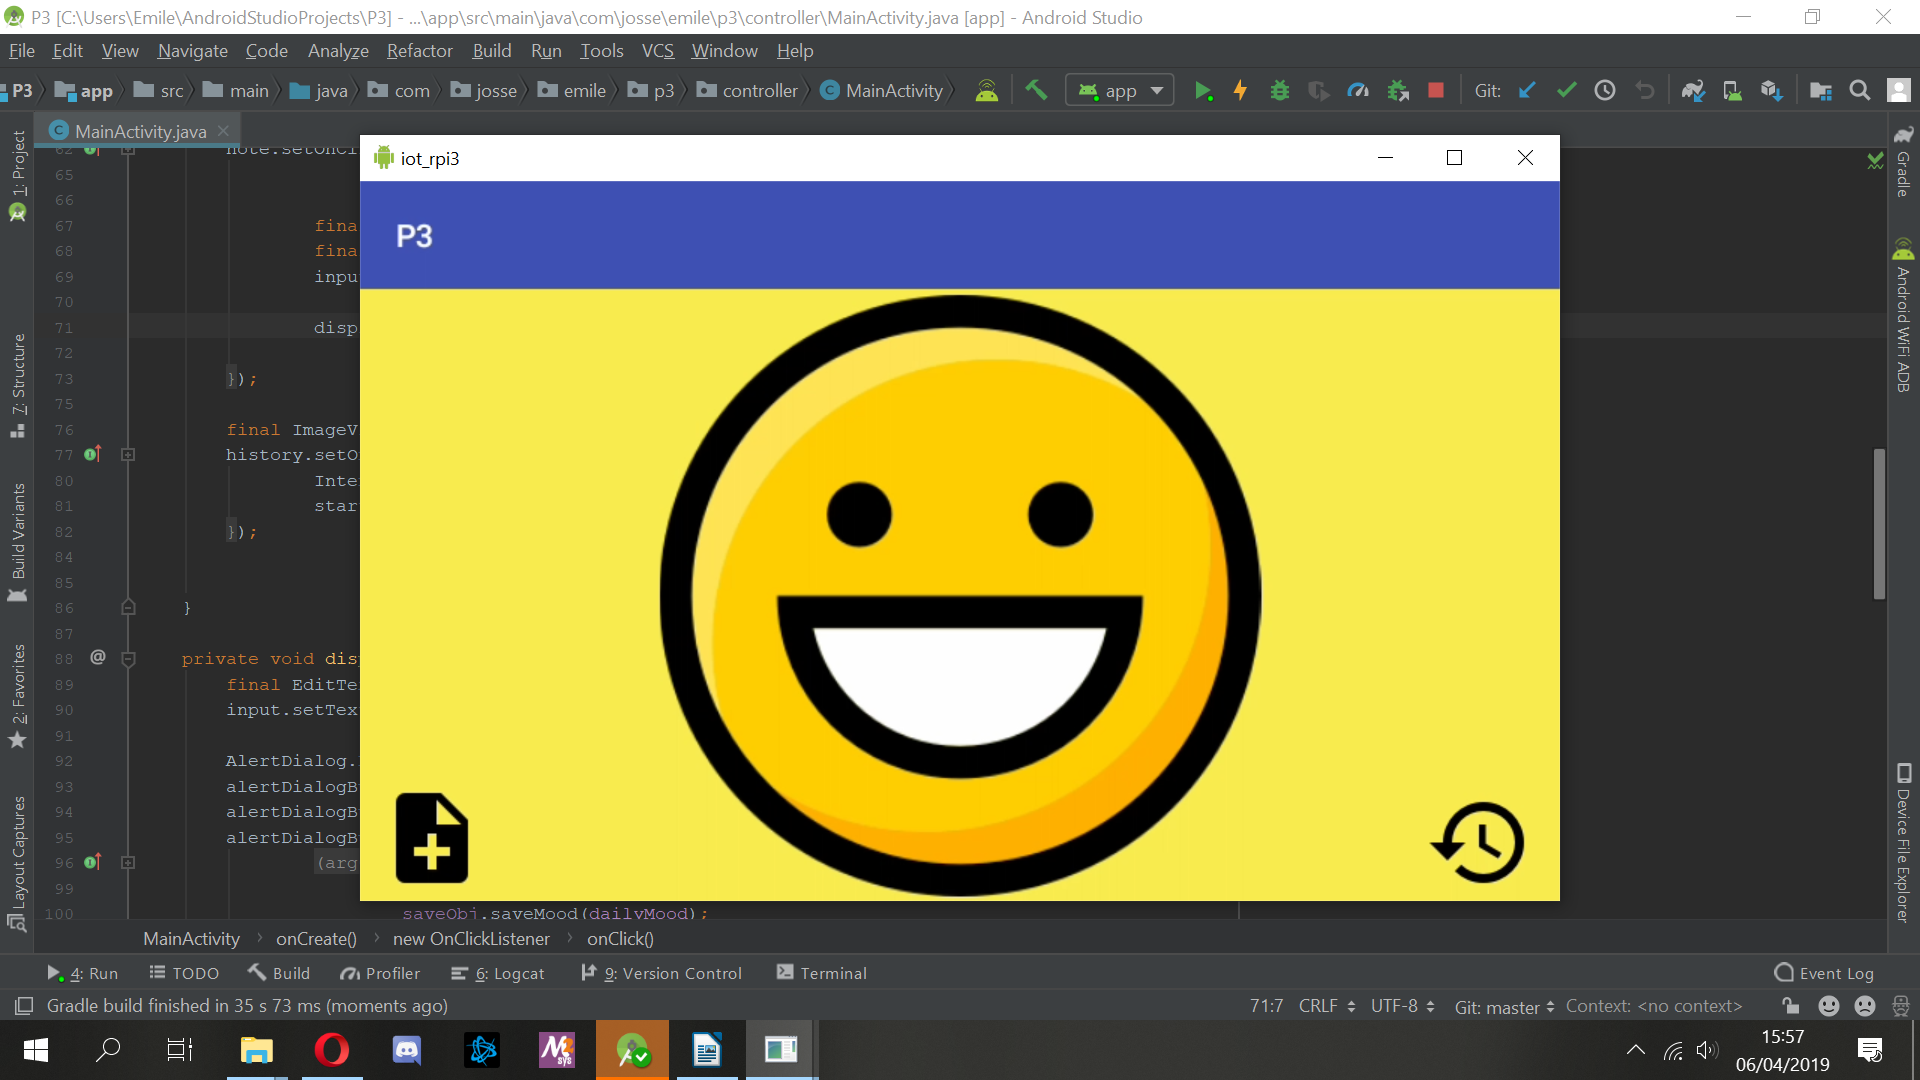 P3 [C:\Users\Emile\AndroidStudioProjects\P3] - ...\app\src\main\java\com\josse\emile\p3\controller\MainActivity.java [app] - Android Studio
File Edit View Navigate Code Analyze Refactor Build Run Tools VCS Window Help
P3 app src main java com josse emile p3 controller MainActivity app Git:
MainActivity.java
iot_rpi3
P3
62 note.setOnCl
65
66
67 fina
68 fina
69 inpu
70
71 disp
72
73 });
75
76 final ImageV
77 history.setO
80 Inte
81 star
82 });
84
85
86 }
87
88 @ private void disp
89 final EditTe
90 input.setTex
91
92 AlertDialog.
93 alertDialogB
94 alertDialogB
95 alertDialogB
96 (arg
99
100 saveObj.saveMood(dailyMood);
1: Project
7: Structure
Build Variants
2: Favorites
Layout Captures
Gradle
Android WiFi ADB
Device File Explorer
MainActivity onCreate() new OnClickListener onClick()
4: Run TODO Build Profiler 6: Logcat 9: Version Control Terminal Event Log
Gradle build finished in 35 s 73 ms (moments ago) 71:7 CRLF UTF-8 Git: master Context: <no context>
M2 sys
15:57
06/04/2019